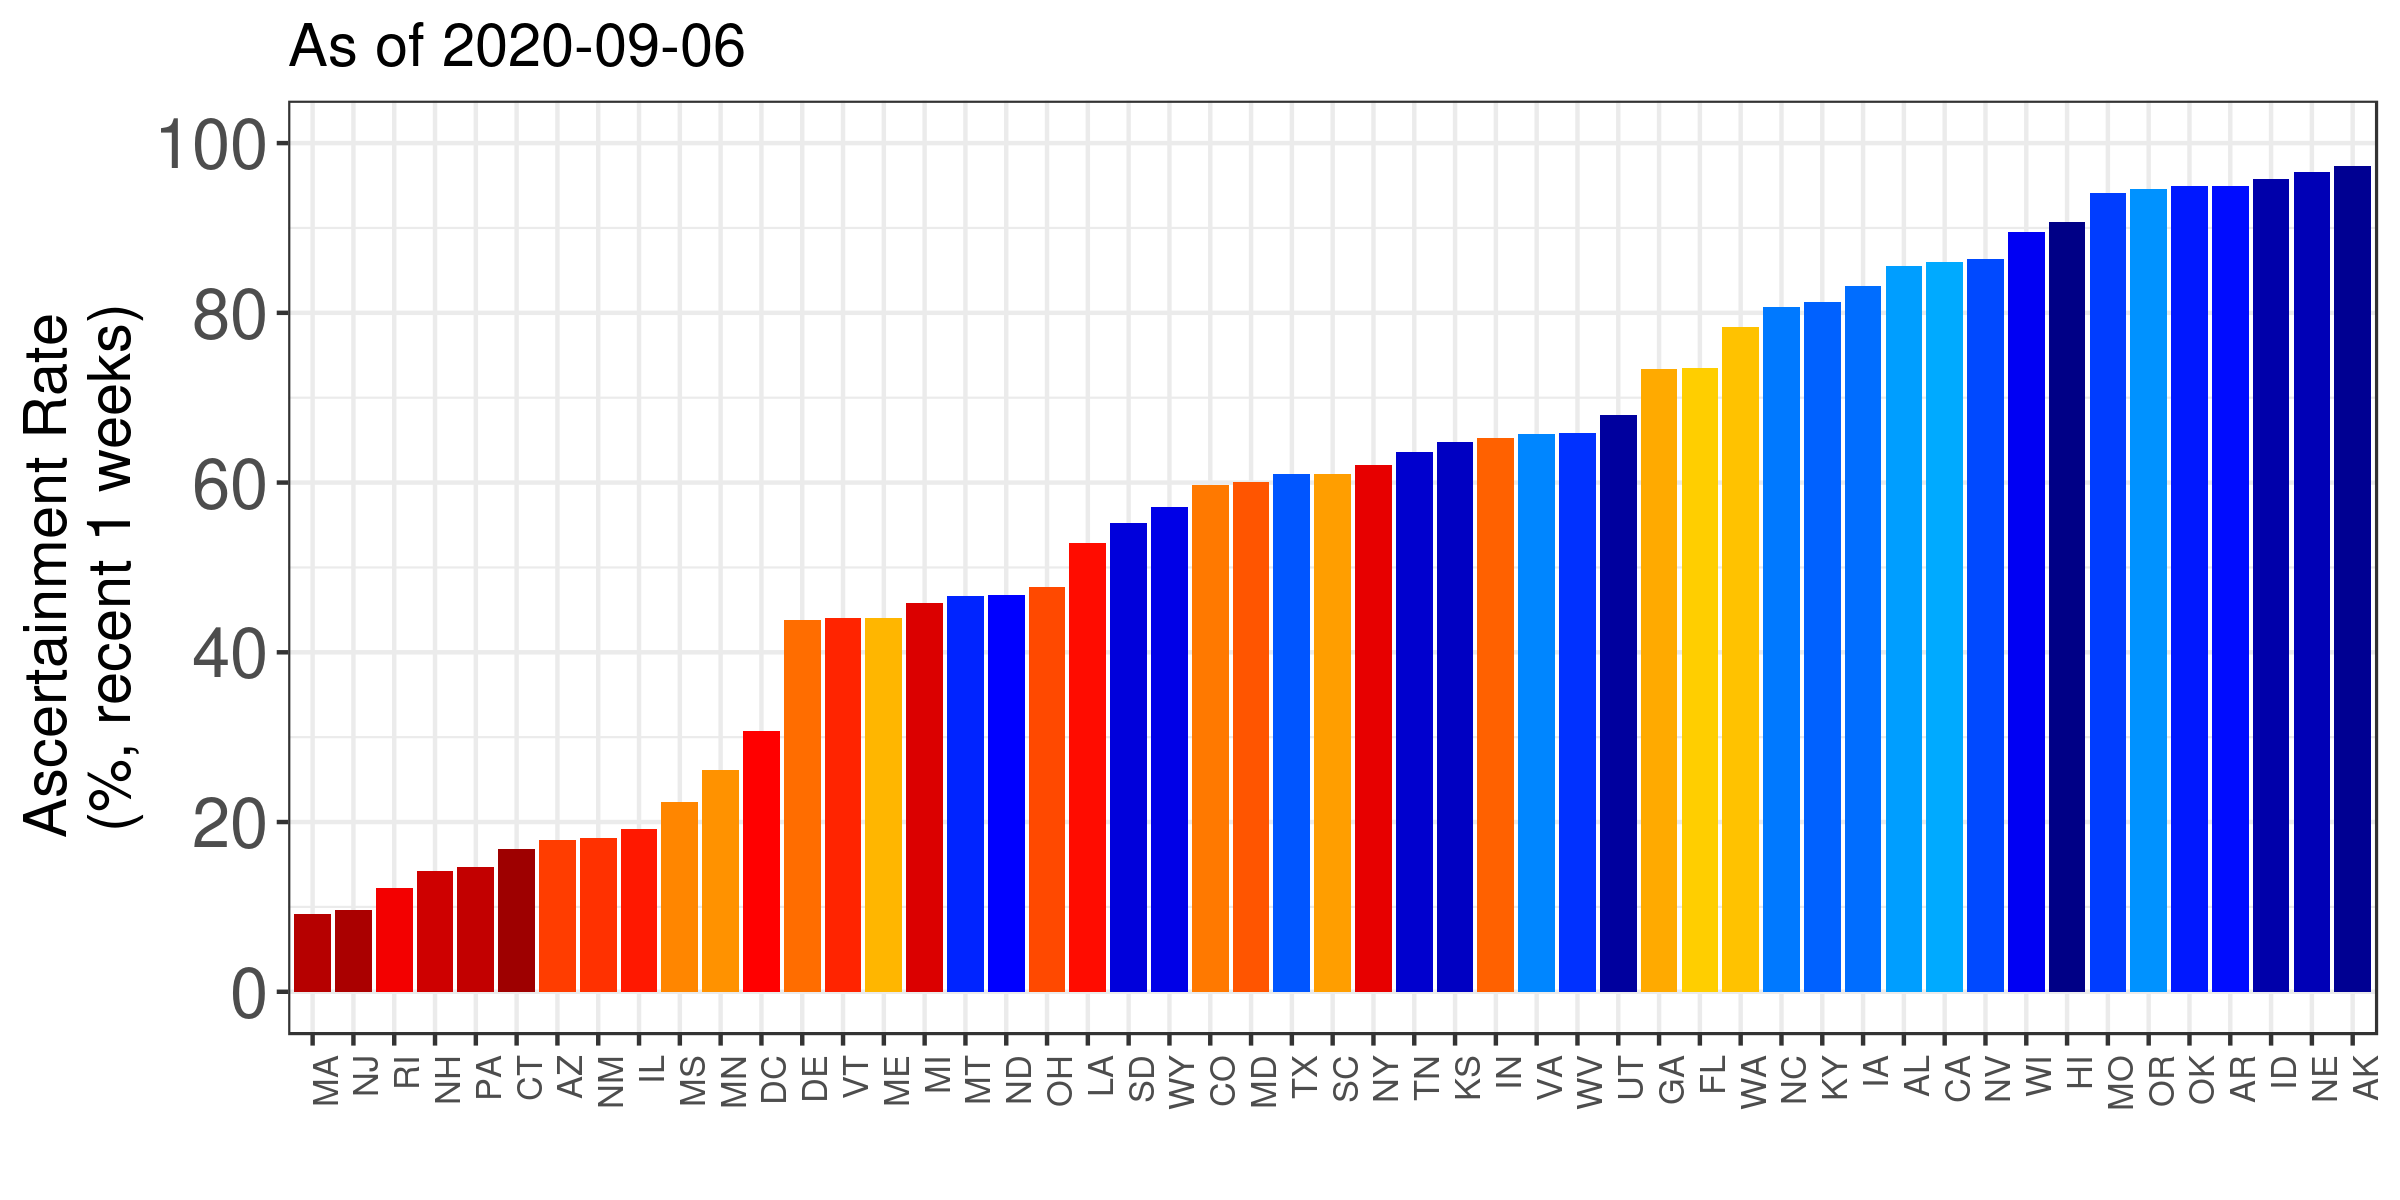 As of 2020-09-06
Ascertainment Rate
(%, recent 1 weeks)
100
80
60
40
20
0
MA
NJ
RI
NH
PA
CT
AZ
NM
IL
MS
MN
DC
DE
VT
ME
MI
MT
ND
OH
LA
SD
WY
CO
MD
TX
SC
NY
TN
KS
IN
VA
WV
UT
GA
FL
WA
NC
KY
IA
AL
CA
NV
WI
HI
MO
OR
OK
AR
ID
NE
AK